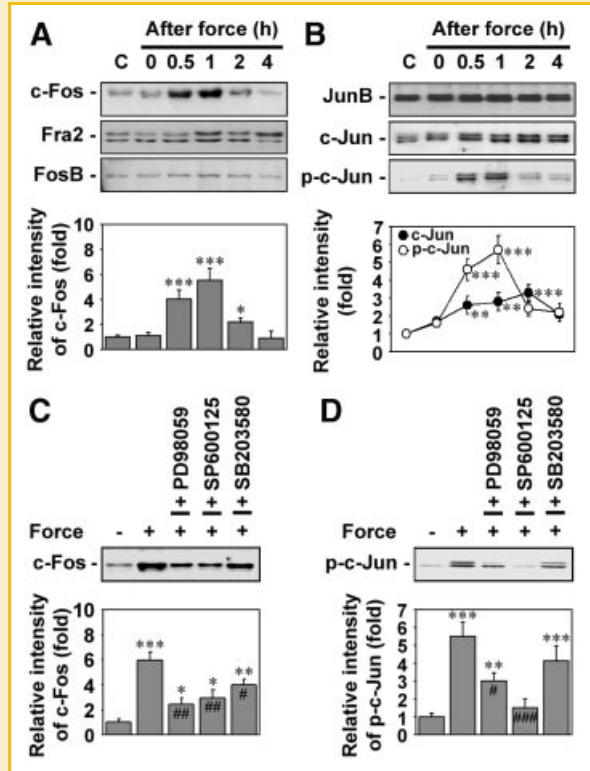 A
After force (h)
C 0 0.5 1 2 4
c-Fos -
Fra2 -
FosB -
Relative intensity
of c-Fos (fold)
10
8
6
4
2
0
***
***
*
B
After force (h)
C 0 0.5 1 2 4
JunB -
c-Jun -
p-c-Jun -
Relative intensity
(fold)
7
6
5
4
3
2
1
0
c-Jun
p-c-Jun
***
***
***
**
**
C
PD98059
SP600125
SB203580
+ + +
Force - + + + +
c-Fos -
Relative intensity
of c-Fos (fold)
10
8
6
4
2
0
***
*
*
**
##
##
#
D
PD98059
SP600125
SB203580
+ + +
Force - + + + +
p-c-Jun -
Relative intensity
of p-c-Jun (fold)
7
6
5
4
3
2
1
0
***
**
***
#
###